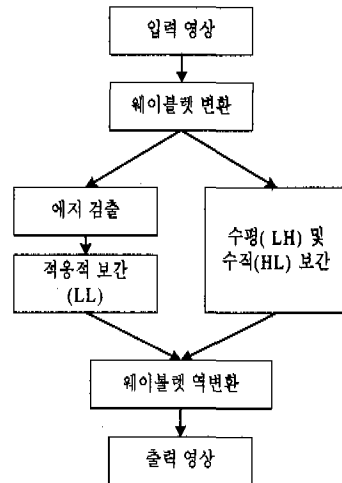 입력 영상
웨이블렛 변환
에지 검출
적응적 보간
(LL)
수평( LH) 및
수직(HL) 보간
웨이블렛 역변환
출력 영상